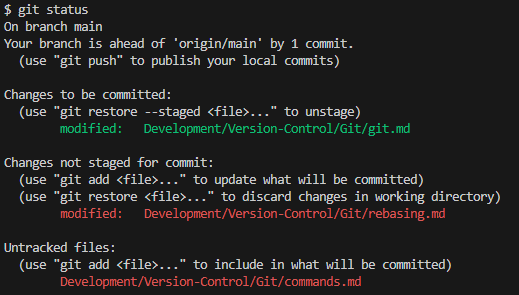 $ git status
On branch main
Your branch is ahead of 'origin/main' by 1 commit.
  (use "git push" to publish your local commits)

Changes to be committed:
  (use "git restore --staged <file>..." to unstage)
        modified:   Development/Version-Control/Git/git.md

Changes not staged for commit:
  (use "git add <file>..." to update what will be committed)
  (use "git restore <file>..." to discard changes in working directory)
        modified:   Development/Version-Control/Git/rebasing.md

Untracked files:
  (use "git add <file>..." to include in what will be committed)
        Development/Version-Control/Git/commands.md